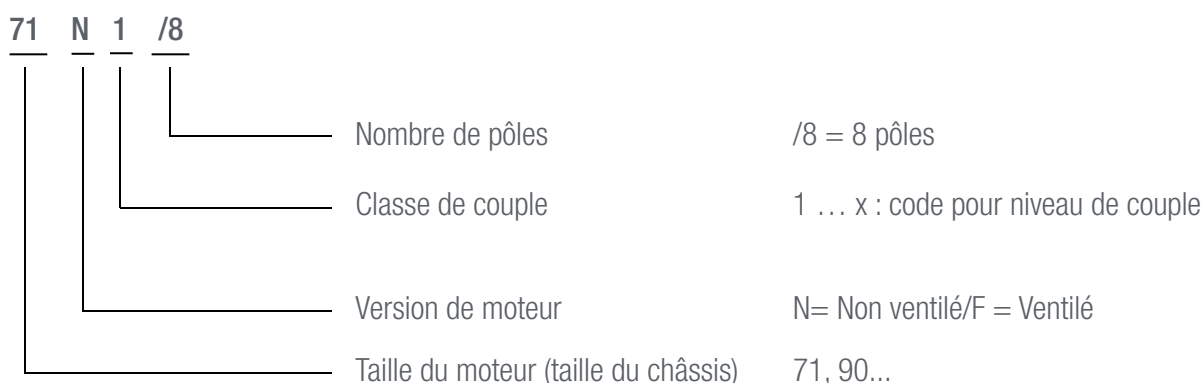 71 N 1 /8
Nombre de pôles /8 = 8 pôles
Classe de couple 1 … x : code pour niveau de couple
Version de moteur N= Non ventilé/F = Ventilé
Taille du moteur (taille du châssis) 71, 90...